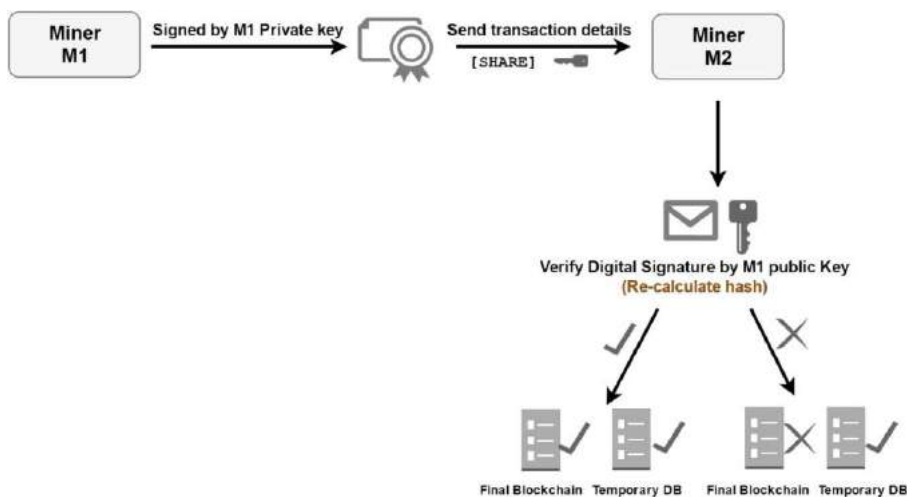 Miner
M1
Signed by M1 Private key
Send transaction details
[SHARE]
Miner
M2
Verify Digital Signature by M1 public Key
(Re-calculate hash)
Final Blockchain Temporary DB
Final Blockchain Temporary DB